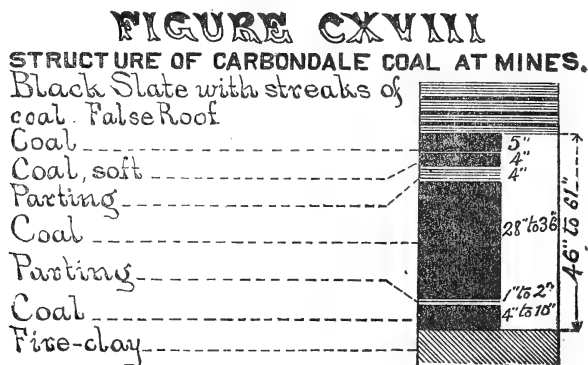 FIGURE CXVIII
STRUCTURE OF CARBONDALE COAL AT MINES.
Black Slate with streaks of
coal. False Roof
Coal 5"
Coal, soft 4"
Parting 4"
Coal 28" to 36"
Parting 1" to 2"
Coal 4" to 10"
Fire-clay
46" to 61"